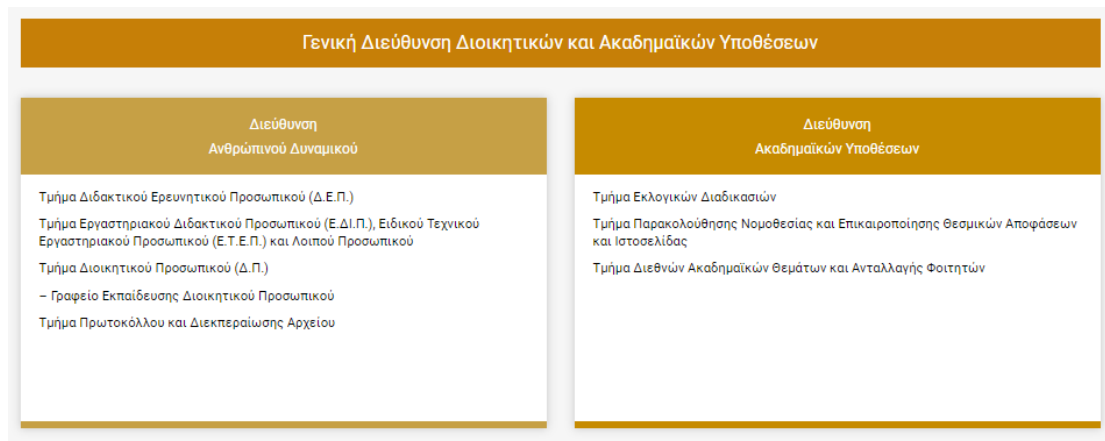 Γενική Διεύθυνση Διοικητικών και Ακαδημαϊκών Υποθέσεων
Διεύθυνση
Ανθρώπινού Δυναμικού
Τμήμα Διδακτικού Ερευνητικού Προσωπικού (Δ.Ε.Π.)
Τμήμα Εργαστηριακού Διδακτικού Προσωπικού (Ε.ΔΙ.Π.), Ειδικού Τεχνικού
Εργαστηριακού Προσωπικού (Ε.Τ.Ε.Π.) και Λοιπού Προσωπικού
Τμήμα Διοικητικού Προσωπικού (Δ.Π.)
– Γραφείο Εκπαίδευσης Διοικητικού Προσωπικού
Τμήμα Πρωτοκόλλου και Διεκπεραίωσης Αρχείου
Διεύθυνση
Ακαδημαϊκών Υποθέσεων
Τμήμα Εκλογικών Διαδικασιών
Τμήμα Παρακολούθησης Νομοθεσίας και Επικαιροποίησης Θεσμικών Αποφάσεων
και Ιστοσελίδας
Τμήμα Διεθνών Ακαδημαϊκών Θεμάτων και Ανταλλαγής Φοιτητών